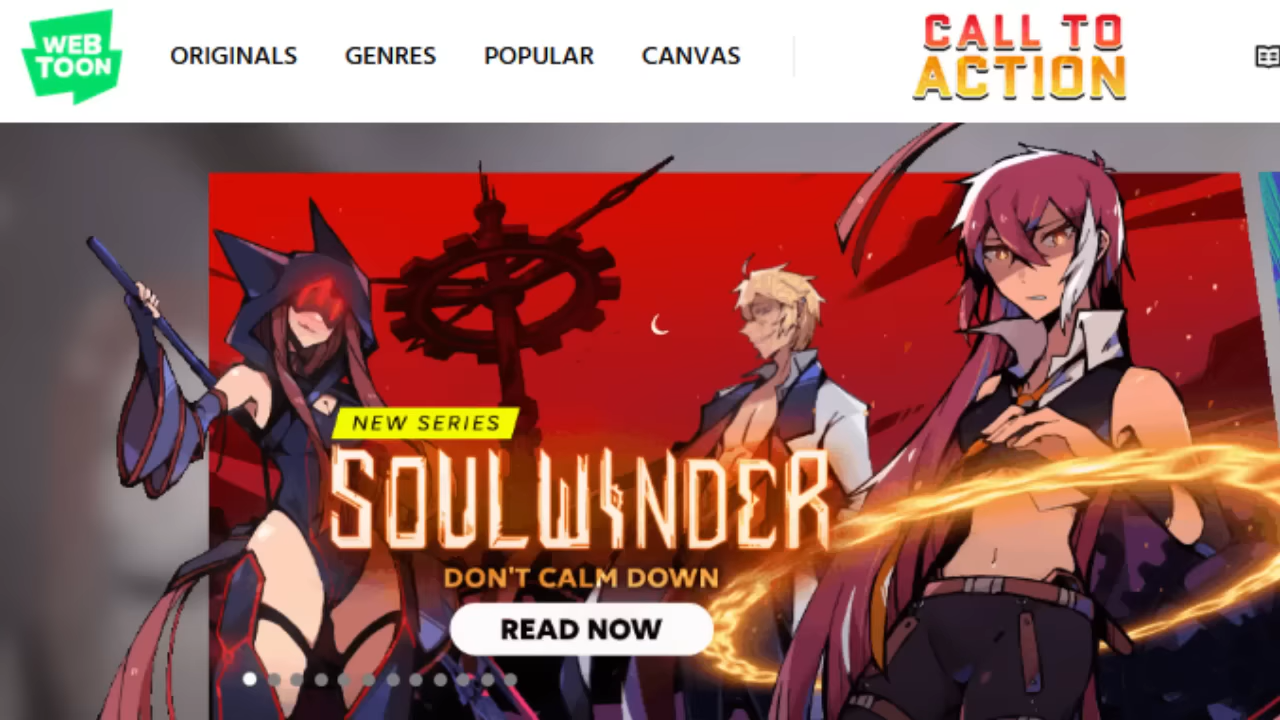 WEB
TOON
ORIGINALS GENRES POPULAR CANVAS
CALL TO
ACTION
NEW SERIES
SOULWINDER
DON'T CALM DOWN
READ NOW